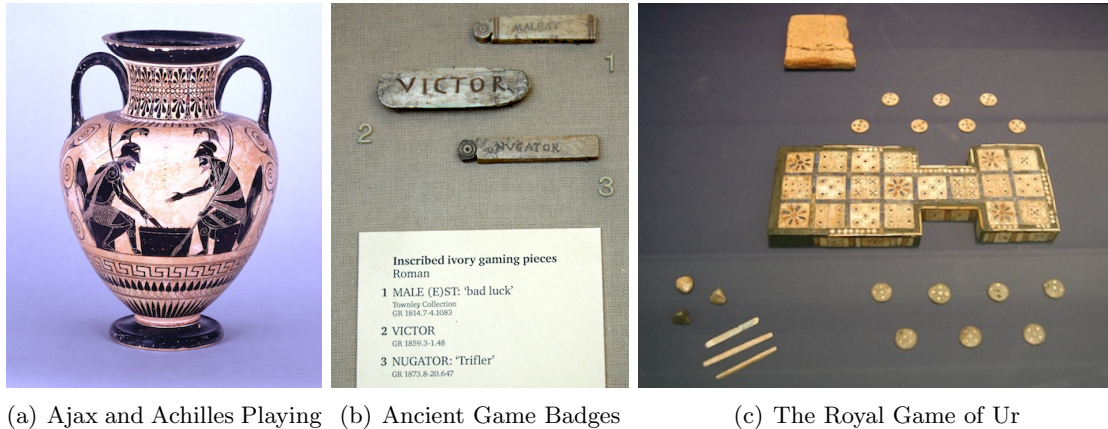 MALEST
1
VICTOR
2
NUGATOR
3
Inscribed ivory gaming pieces
Roman
1 MALE (E)ST: 'bad luck'
Townley Collection
GR 1814.7-4.1083
2 VICTOR
GR 1859.3-1.48
3 NUGATOR: 'Trifler'
GR 1873.8-20.647
(a) Ajax and Achilles Playing
(b) Ancient Game Badges
(c) The Royal Game of Ur